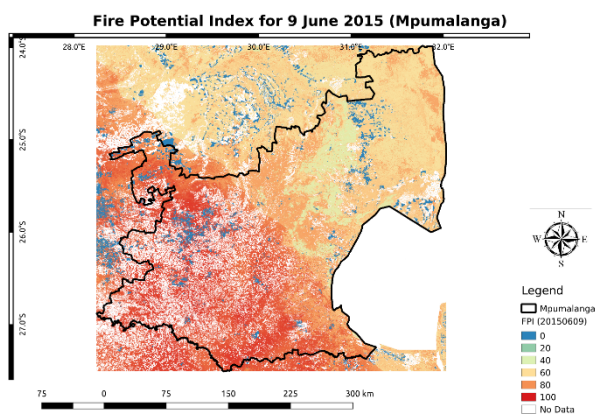 Fire Potential Index for 9 June 2015 (Mpumalanga)
28.0°E 29.0°E 30.0°E 31.0°E 32.0°E
24.0°S
25.0°S
26.0°S
27.0°S
N
W E
S
Legend
Mpumalanga
FPI (20150609)
0
20
40
60
80
100
No Data
75 0 75 150 225 300 km